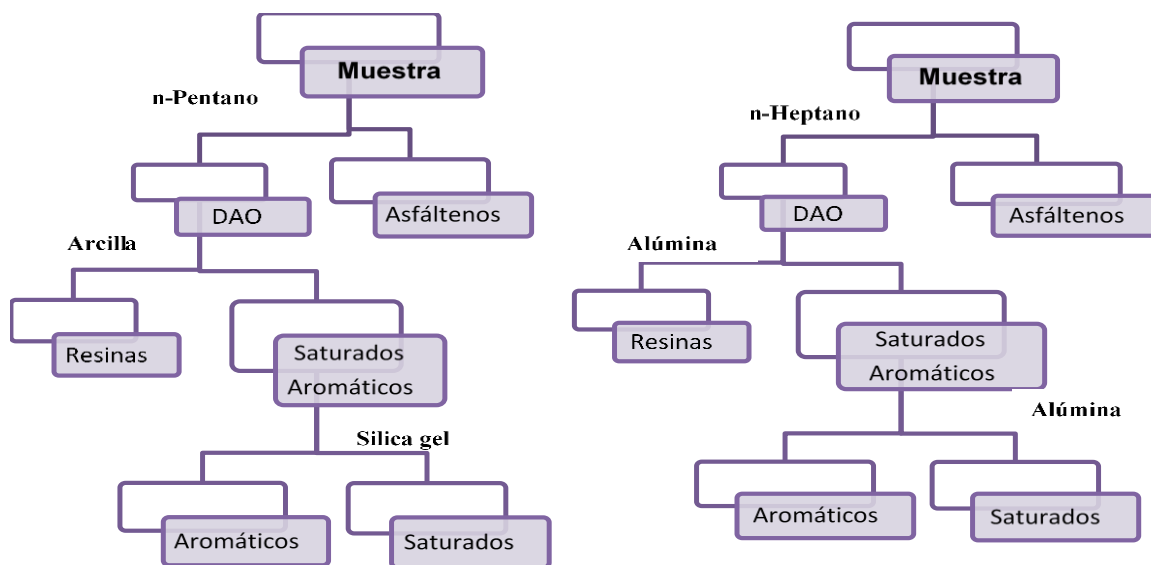 Muestra
n-Pentano
DAO
Asfáltenos
Arcilla
Resinas
Saturados
Aromáticos
Silica gel
Aromáticos
Saturados
Muestra
n-Heptano
DAO
Asfáltenos
Alúmina
Resinas
Saturados
Aromáticos
Alúmina
Aromáticos
Saturados